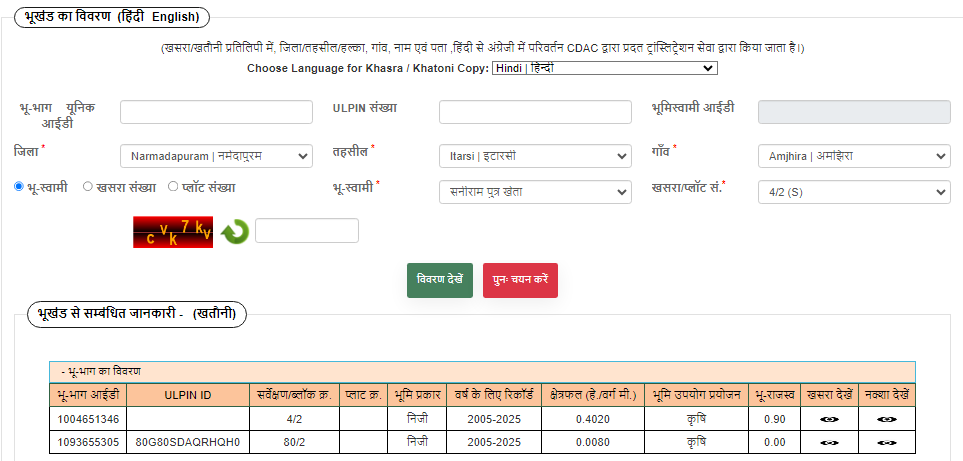 भूखंड का विवरण (हिंदी English)
(खसरा/खतौनी प्रतिलिपी में, जिला/तहसील/हल्का, गांव, नाम एवं पता ,हिंदी से अंग्रेजी में परिवर्तन CDAC द्वारा प्रदत ट्रांस्लिट्रेशन सेवा द्वारा किया जाता है।)
Choose Language for Khasra / Khatoni Copy: Hindi | हिन्दी
भू-भाग यूनिक आईडी ULPIN संख्या भूमिस्वामी आईडी
जिला * Narmadapuram | नर्मदापुरम तहसील * Itarsi | इटारसी गाँव * Amjhira | अमझिरा
भू-स्वामी खसरा संख्या प्लॉट संख्या भू-स्वामी * सनीराम पुत्र खेता खसरा/प्लॉट सं.* 4/2 (S)
c v k 7 k v
विवरण देखें पुनः चयन करें
भूखंड से सम्बंधित जानकारी - (खतौनी)
- भू-भाग का विवरण
भू-भाग आईडी ULPIN ID सर्वेक्षण/ब्लॉक क्र. प्लाट क्र. भूमि प्रकार वर्ष के लिए रिकॉर्ड क्षेत्रफल (हे./वर्ग मी.) भूमि उपयोग प्रयोजन भू-राजस्व खसरा देखें नक्शा देखें
1004651346 4/2 निजी 2005-2025 0.4020 कृषि 0.90
1093655305 80G80SDAQRHQH0 80/2 निजी 2005-2025 0.0080 कृषि 0.00